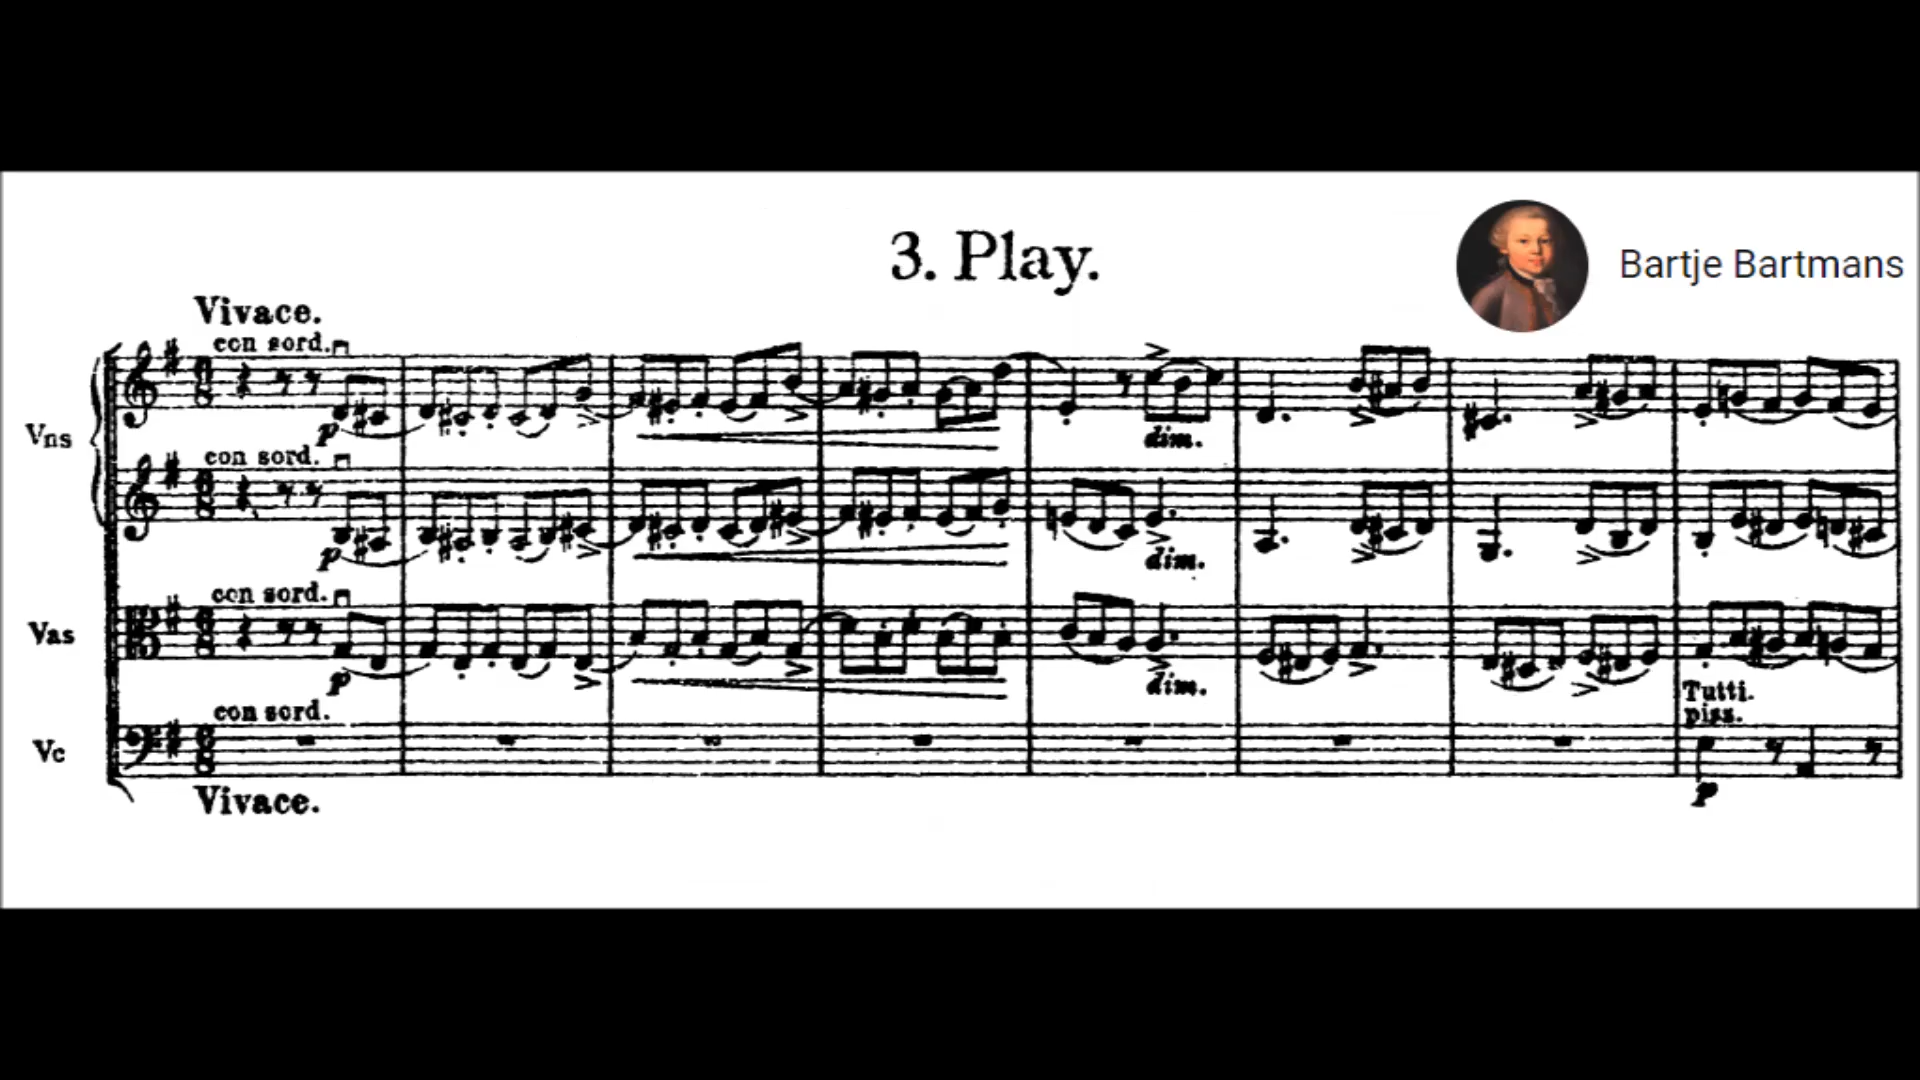 3. Play.
Bartje Bartmans
Vivace.
con sord.
p
dim.
Vns
con sord.
p
dim.
con sord.
Vas
p
dim.
Tutti.
pizz.
con sord.
Vc
p
Vivace.